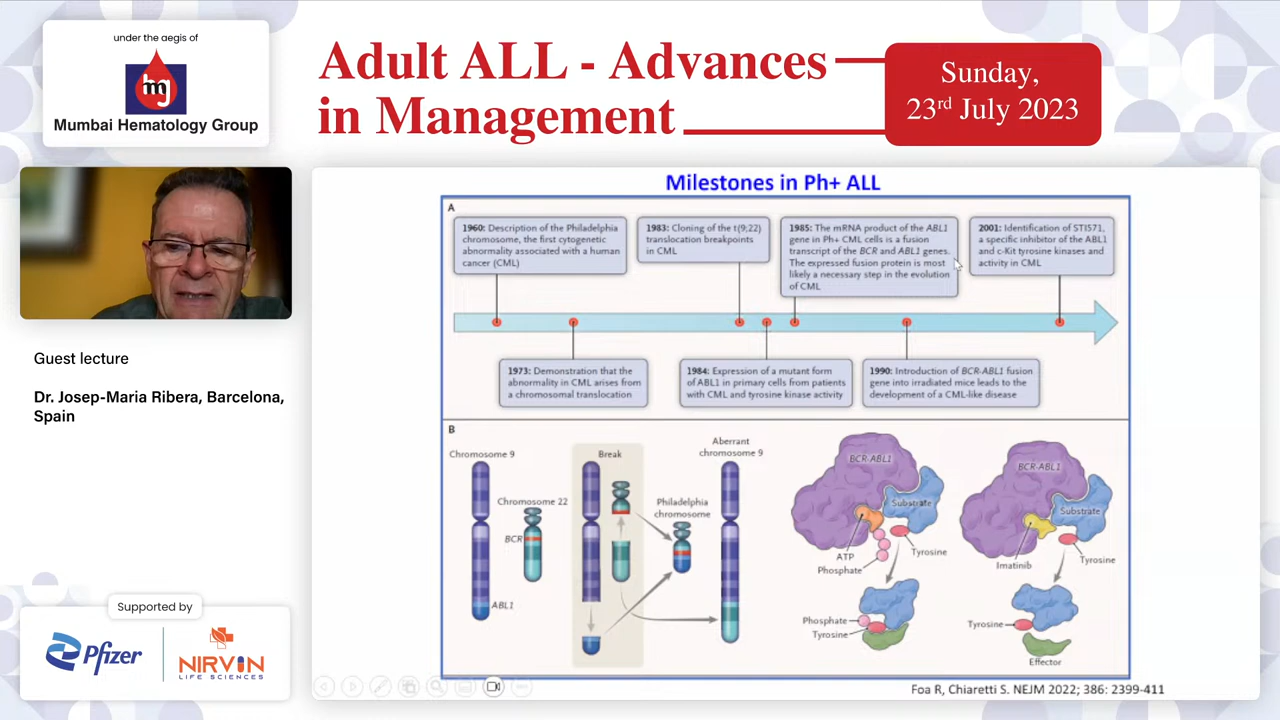 under the aegis of
mg
Mumbai Hematology Group
Adult ALL - Advances
in Management
Sunday,
23rd July 2023
Guest lecture
Dr. Josep-Maria Ribera, Barcelona,
Spain
Supported by
Pfizer
NIRVIN
LIFE SCIENCES
Milestones in Ph+ ALL
A
1960: Description of the Philadelphia
chromosome, the first cytogenetic
abnormality associated with a human
cancer (CML)
1983: Cloning of the t(9;22)
translocation breakpoints
in CML
1985: The mRNA product of the ABL1
gene in Ph+ CML cells is a fusion
transcript of the BCR and ABL1 genes.
The expressed fusion protein is most
likely a necessary step in the evolution
of CML
2001: Identification of STI571,
a specific inhibitor of the ABL1
and c-Kit tyrosine kinases and
activity in CML
1973: Demonstration that the
abnormality in CML arises from
a chromosomal translocation
1984: Expression of a mutant form
of ABL1 in primary cells from patients
with CML and tyrosine kinase activity
1990: Introduction of BCR-ABL1 fusion
gene into irradiated mice leads to the
development of a CML-like disease
B
Chromosome 9
Chromosome 22
BCR
ABL1
Break
Philadelphia
chromosome
Aberrant
chromosome 9
BCR-ABL1
Substrate
ATP
Phosphate
Tyrosine
Phosphate
Tyrosine
BCR-ABL1
Substrate
Imatinib
Tyrosine
Tyrosine
Effector
Foa R, Chiaretti S. NEJM 2022; 386: 2399-411